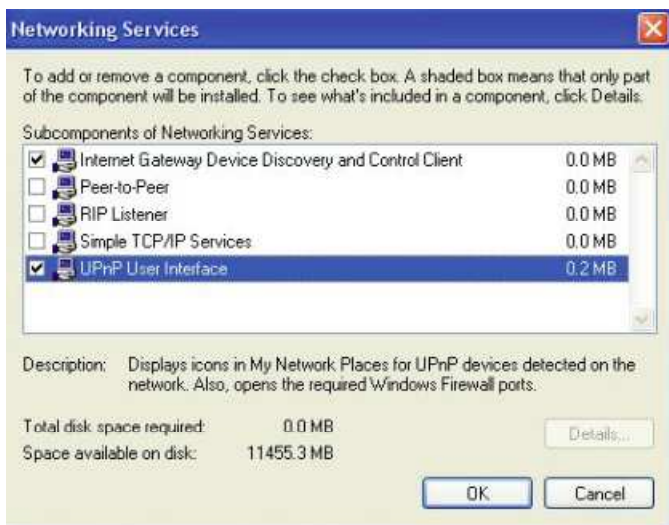 Networking Services
To add or remove a component, click the check box. A shaded box means that only part
of the component will be installed. To see what's included in a component, click Details.
Subcomponents of Networking Services:
Internet Gateway Device Discovery and Control Client 0.0 MB
Peer-to-Peer 0.0 MB
RIP Listener 0.0 MB
Simple TCP/IP Services 0.0 MB
UPnP User Interface 0.2 MB
Description: Displays icons in My Network Places for UPnP devices detected on the
network. Also, opens the required Windows Firewall ports.
Total disk space required: 0.0 MB
Details...
Space available on disk: 11455.3 MB
OK Cancel